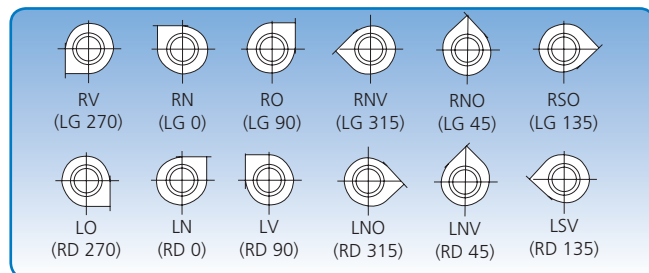 RV RN RO RNV RNO RSO
(LG 270) (LG 0) (LG 90) (LG 315) (LG 45) (LG 135)
LO LN LV LNO LNV LSV
(RD 270) (RD 0) (RD 90) (RD 315) (RD 45) (RD 135)